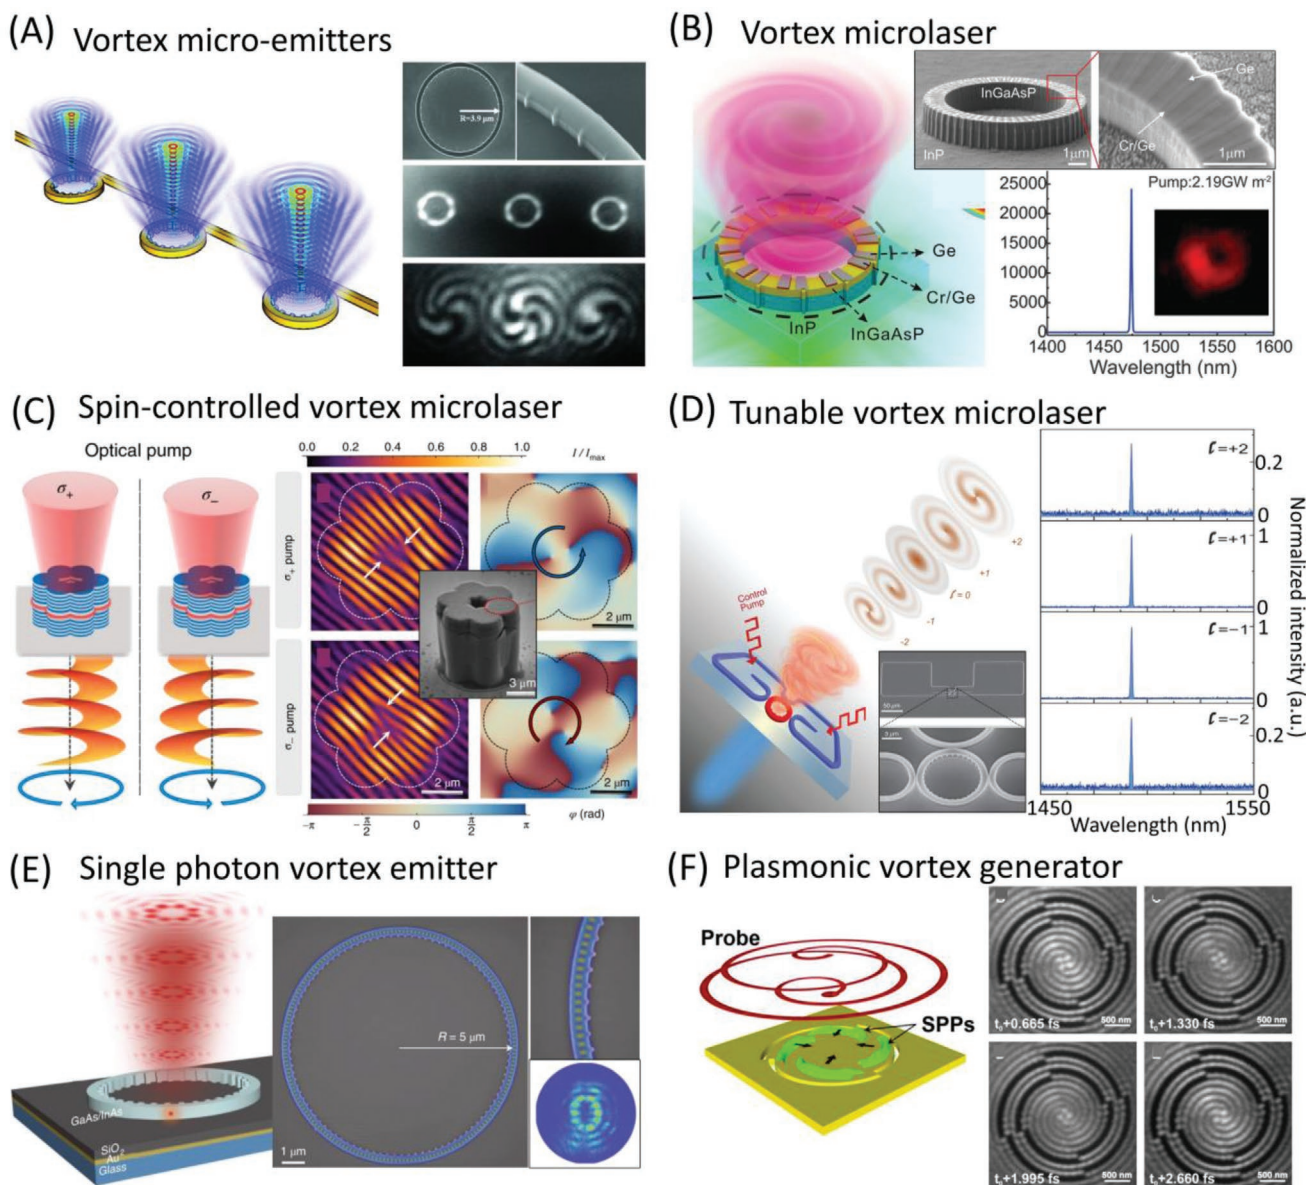 (A) Vortex micro-emitters
R=3.9 μm
(B) Vortex microlaser
InGaAsP
InP
1μm
Ge
Cr/Ge
1μm
Ge
Cr/Ge
InP
InGaAsP
Pump:2.19GW m-2
25000
20000
15000
10000
5000
0
1400 1450 1500 1550 1600
Wavelength (nm)
(C) Spin-controlled vortex microlaser
Optical pump
σ+
σ−
0.0 0.2 0.4 0.6 0.8 1.0 I/Imax
σ+ pump
2 μm
3 μm
σ− pump
2 μm
2 μm
−π −π/2 0 π/2 π φ (rad)
(D) Tunable vortex microlaser
Control
Pump
+2
+1
ℓ = 0
-1
-2
50 μm
3 μm
ℓ=+2
0.2
0
ℓ=+1
1
0
ℓ=−1
1
0
ℓ=−2
0.2
0
Normalized intensity (a.u.)
1450 1550
Wavelength (nm)
(E) Single photon vortex emitter
GaAs/InAs
SiO2
Au
Glass
R = 5 μm
1 μm
(F) Plasmonic vortex generator
Probe
SPPs
t0+0.665 fs 500 nm
t0+1.330 fs 500 nm
t0+1.995 fs 500 nm
t0+2.660 fs 500 nm